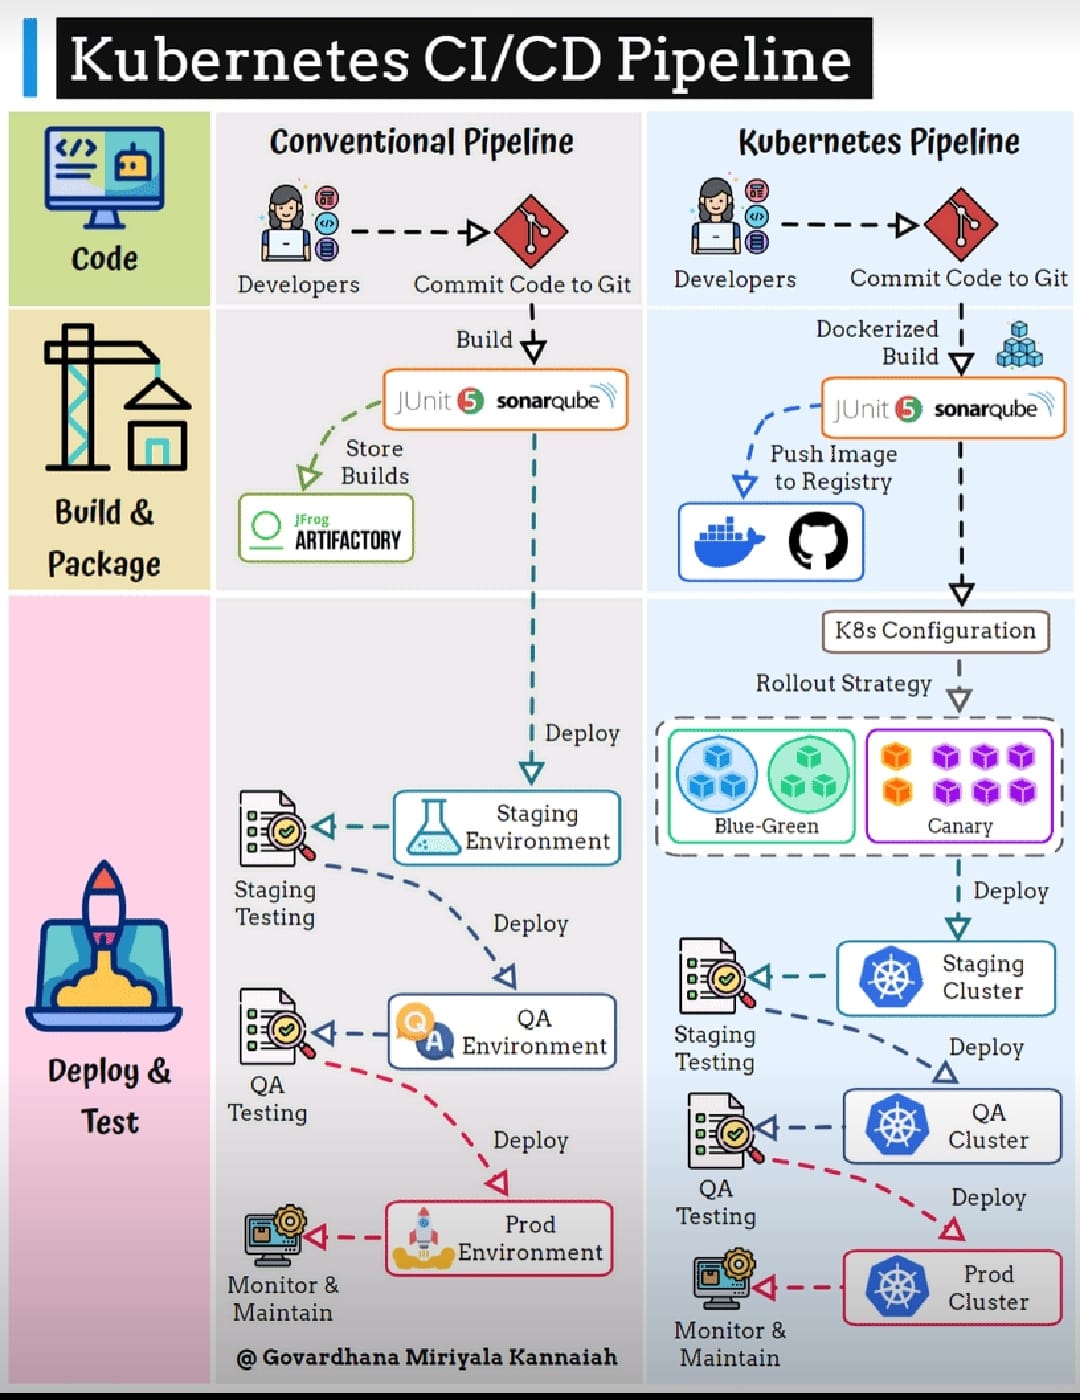 Kubernetes CI/CD Pipeline
Code
Conventional Pipeline
Developers
Commit Code to Git
Kubernetes Pipeline
Developers
Commit Code to Git
Build &
Package
Build
JUnit 5 sonarqube
Store
Builds
JFrog
ARTIFACTORY
Dockerized
Build
JUnit 5 sonarqube
Push Image
to Registry
Deploy &
Test
Deploy
Staging
Environment
Staging
Testing
Deploy
QA
QA
Environment
QA
Testing
Deploy
Prod
Environment
Monitor &
Maintain
@ Govardhana Miriyala Kannaiah
K8s Configuration
Rollout Strategy
Blue-Green
Canary
Deploy
Staging
Cluster
Staging
Testing
Deploy
QA
Cluster
QA
Testing
Deploy
Prod
Cluster
Monitor &
Maintain